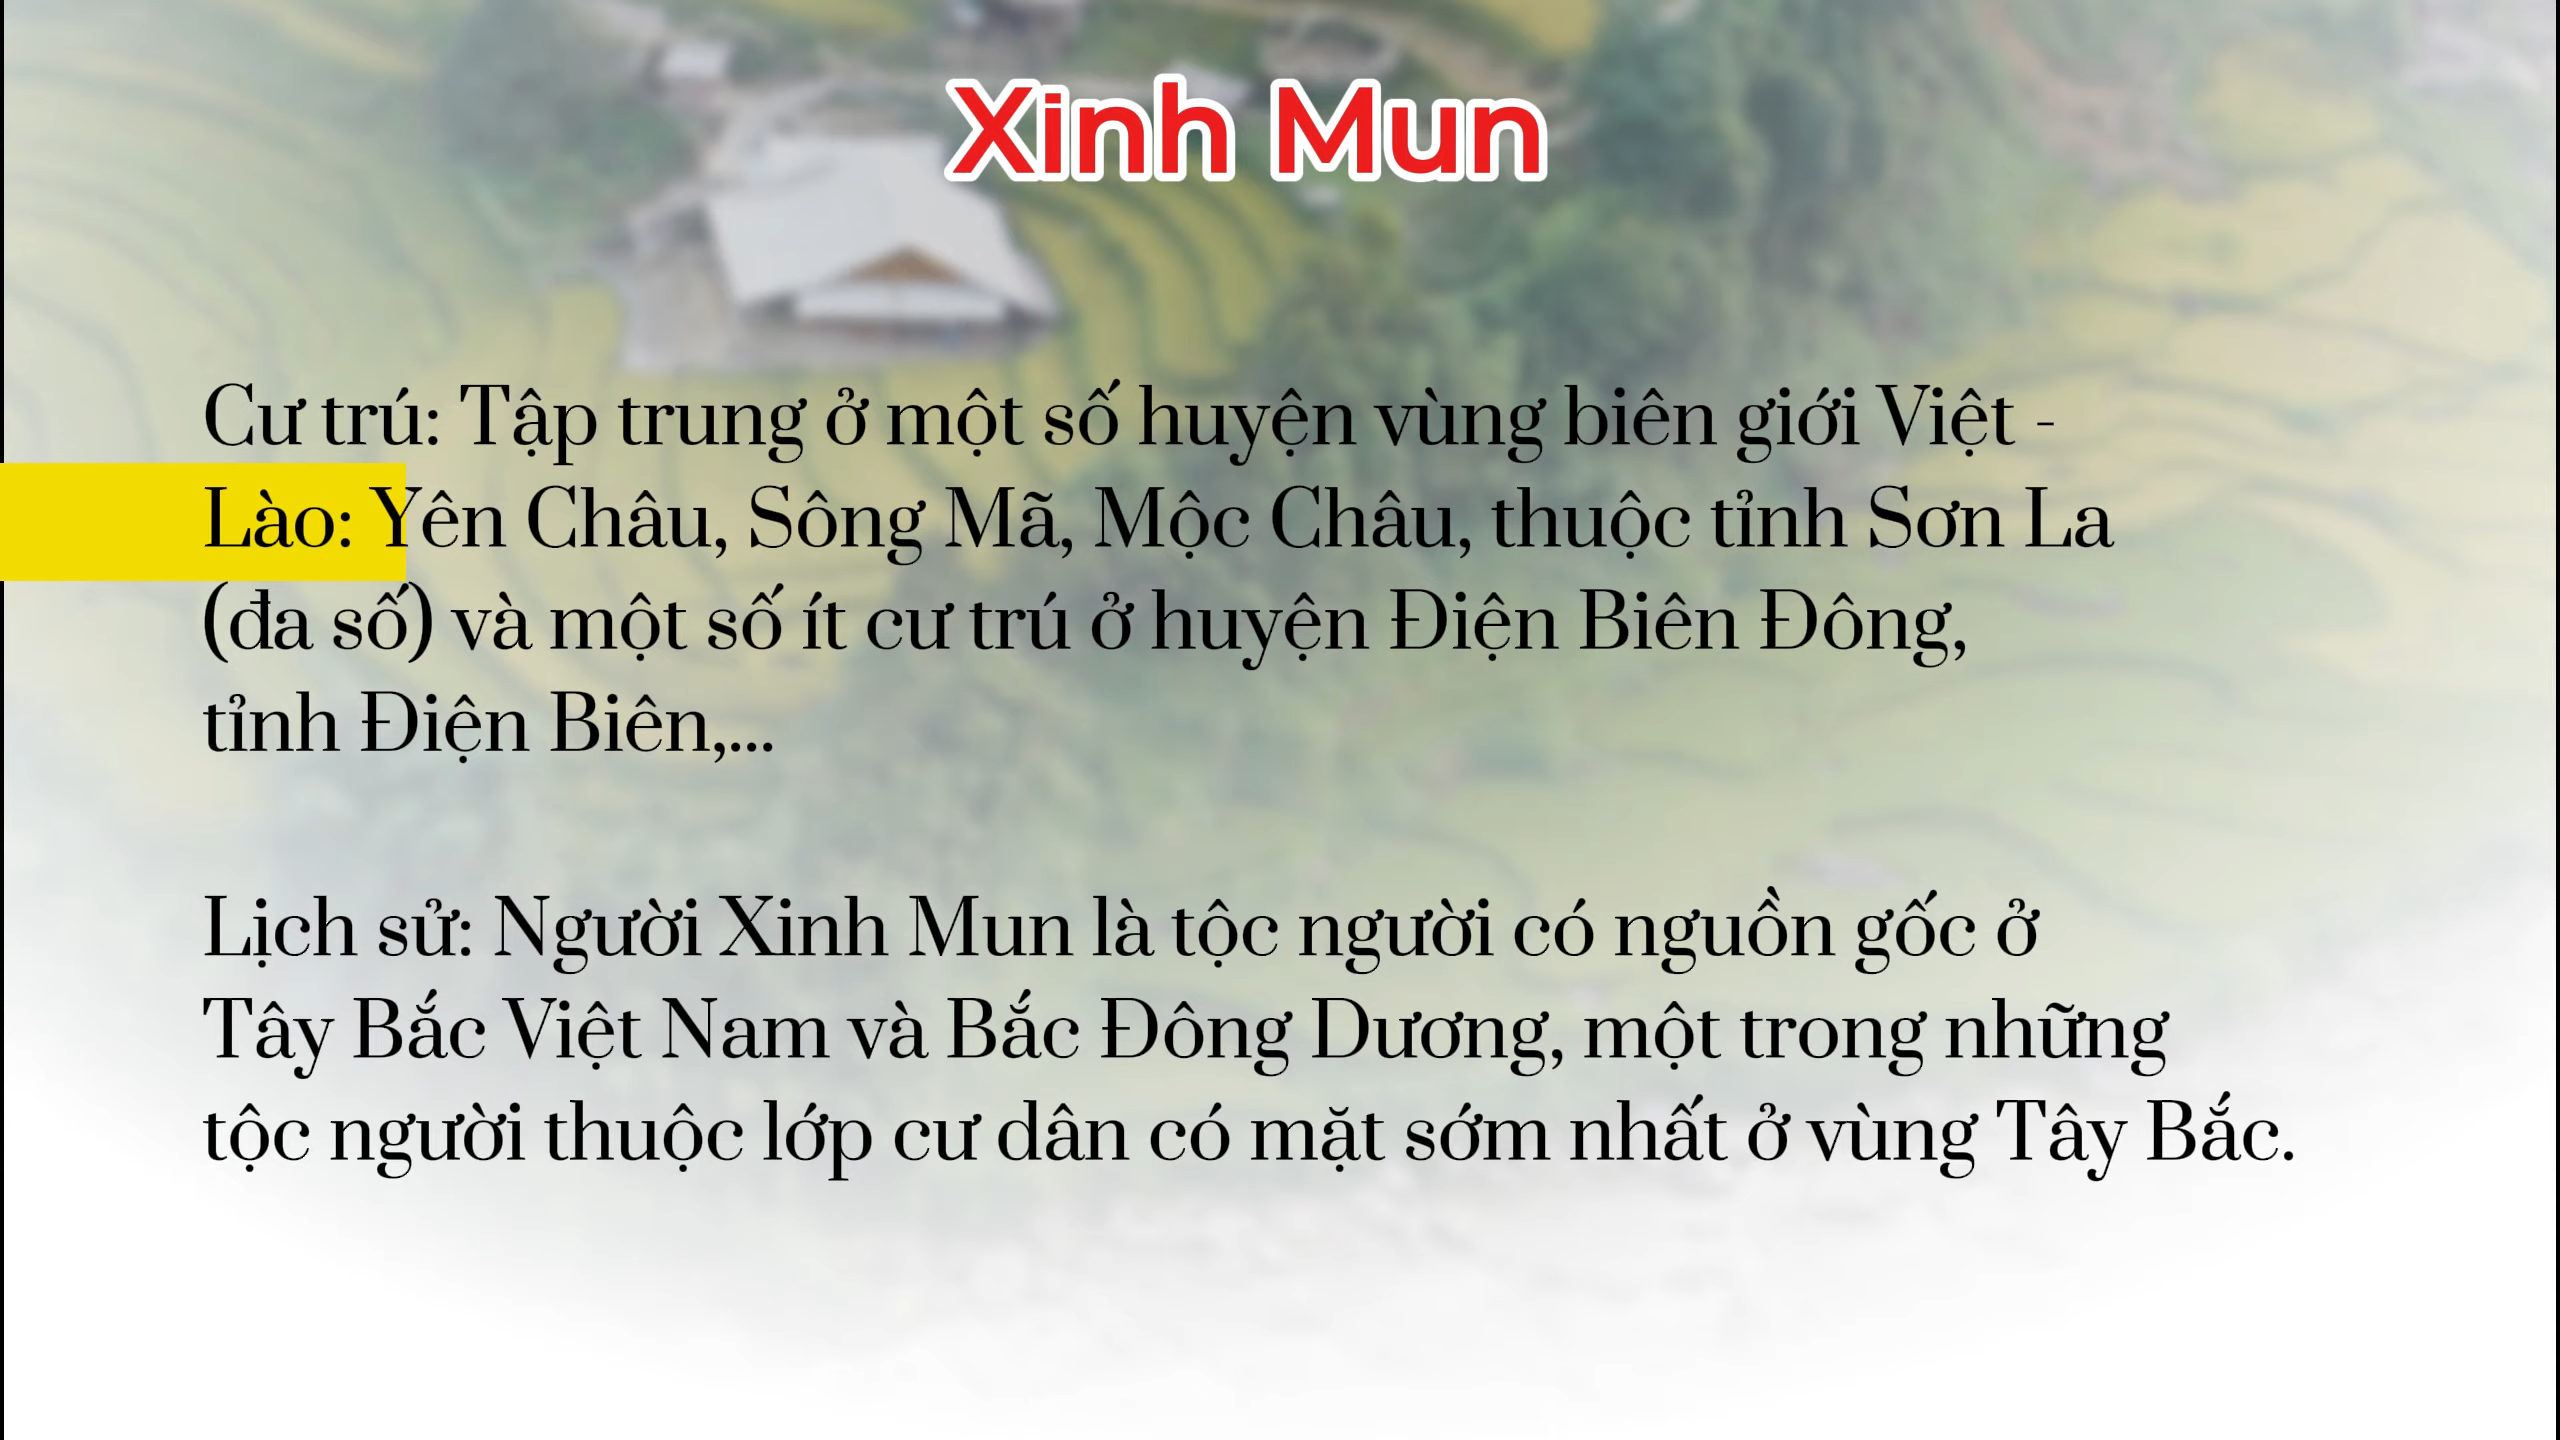 Xinh Mun
Cư trú: Tập trung ở một số huyện vùng biên giới Việt -
Lào: Yên Châu, Sông Mã, Mộc Châu, thuộc tỉnh Sơn La
(đa số) và một số ít cư trú ở huyện Điện Biên Đông,
tỉnh Điện Biên,...
Lịch sử: Người Xinh Mun là tộc người có nguồn gốc ở
Tây Bắc Việt Nam và Bắc Đông Dương, một trong những
tộc người thuộc lớp cư dân có mặt sớm nhất ở vùng Tây Bắc.